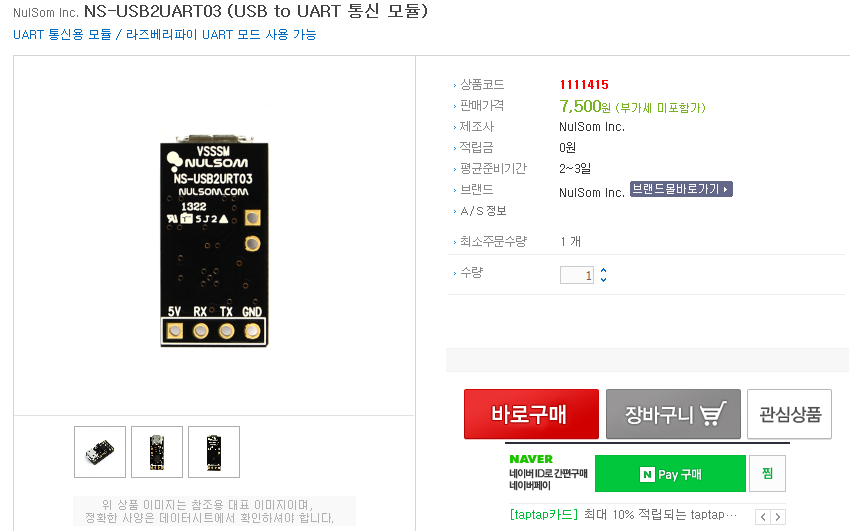 NulSom Inc. NS-USB2UART03 (USB to UART 통신 모듈)
UART 통신용 모듈 / 라즈베리파이 UART 모드 사용 가능
VSSSM
NULSOM
NS-USB2URT03
NULSOM.COM
1322
5V RX TX GND
위 상품 이미지는 참조용 대표 이미지이며,
정확한 사양은 데이터시트에서 확인하셔야 합니다.
상품코드 1111415
판매가격 7,500원 (부가세 미포함가)
제조사 NulSom Inc.
적립금 0원
평균준비기간 2~3일
브랜드 NulSom Inc. 브랜드몰바로가기
A/S 정보
최소주문수량 1 개
수량 1
바로구매 장바구니 관심상품
NAVER
네이버 ID로 간편구매
네이버페이
N Pay 구매 찜
[taptap카드] 최대 10% 적립되는 taptap…